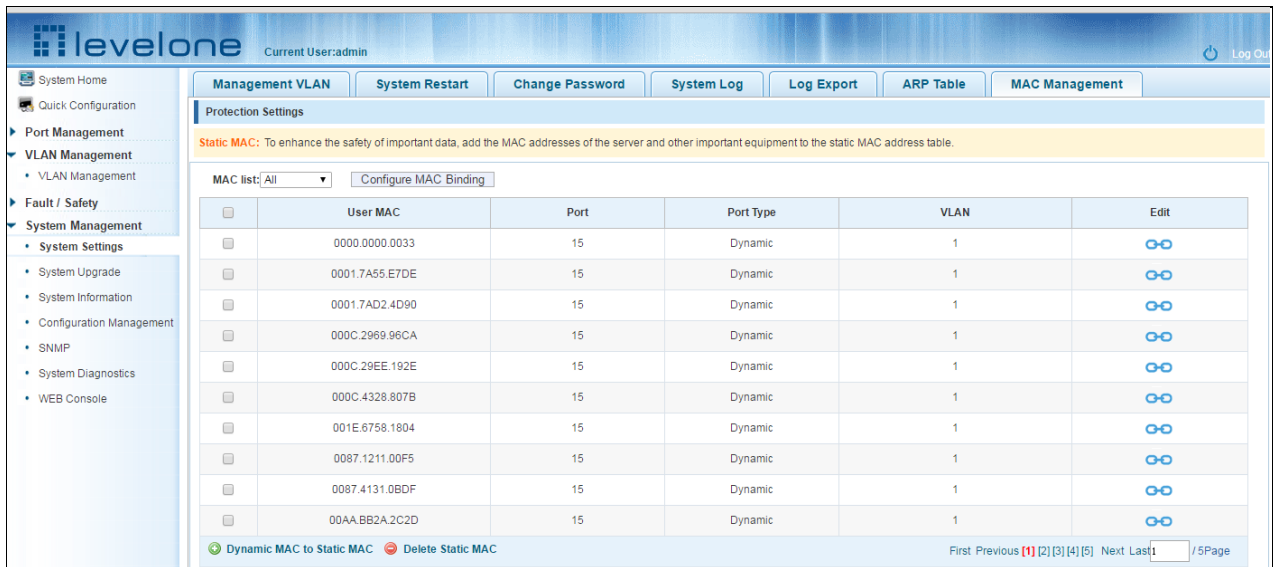 levelone
Current User:admin
Log Ou
System Home
Quick Configuration
Port Management
VLAN Management
VLAN Management
Fault / Safety
System Management
System Settings
System Upgrade
System Information
Configuration Management
SNMP
System Diagnostics
WEB Console
Management VLAN System Restart Change Password System Log Log Export ARP Table MAC Management
Protection Settings
Static MAC: To enhance the safety of important data, add the MAC addresses of the server and other important equipment to the static MAC address table.
MAC list: All Configure MAC Binding
User MAC Port Port Type VLAN Edit
0000.0000.0033 15 Dynamic 1
0001.7A55.E7DE 15 Dynamic 1
0001.7AD2.4D90 15 Dynamic 1
000C.2969.96CA 15 Dynamic 1
000C.29EE.192E 15 Dynamic 1
000C.4328.807B 15 Dynamic 1
001E.6758.1804 15 Dynamic 1
0087.1211.00F5 15 Dynamic 1
0087.4131.0BDF 15 Dynamic 1
00AA.BB2A.2C2D 15 Dynamic 1
Dynamic MAC to Static MAC Delete Static MAC First Previous [1] [2] [3] [4] [5] Next Last 1 / 5Page